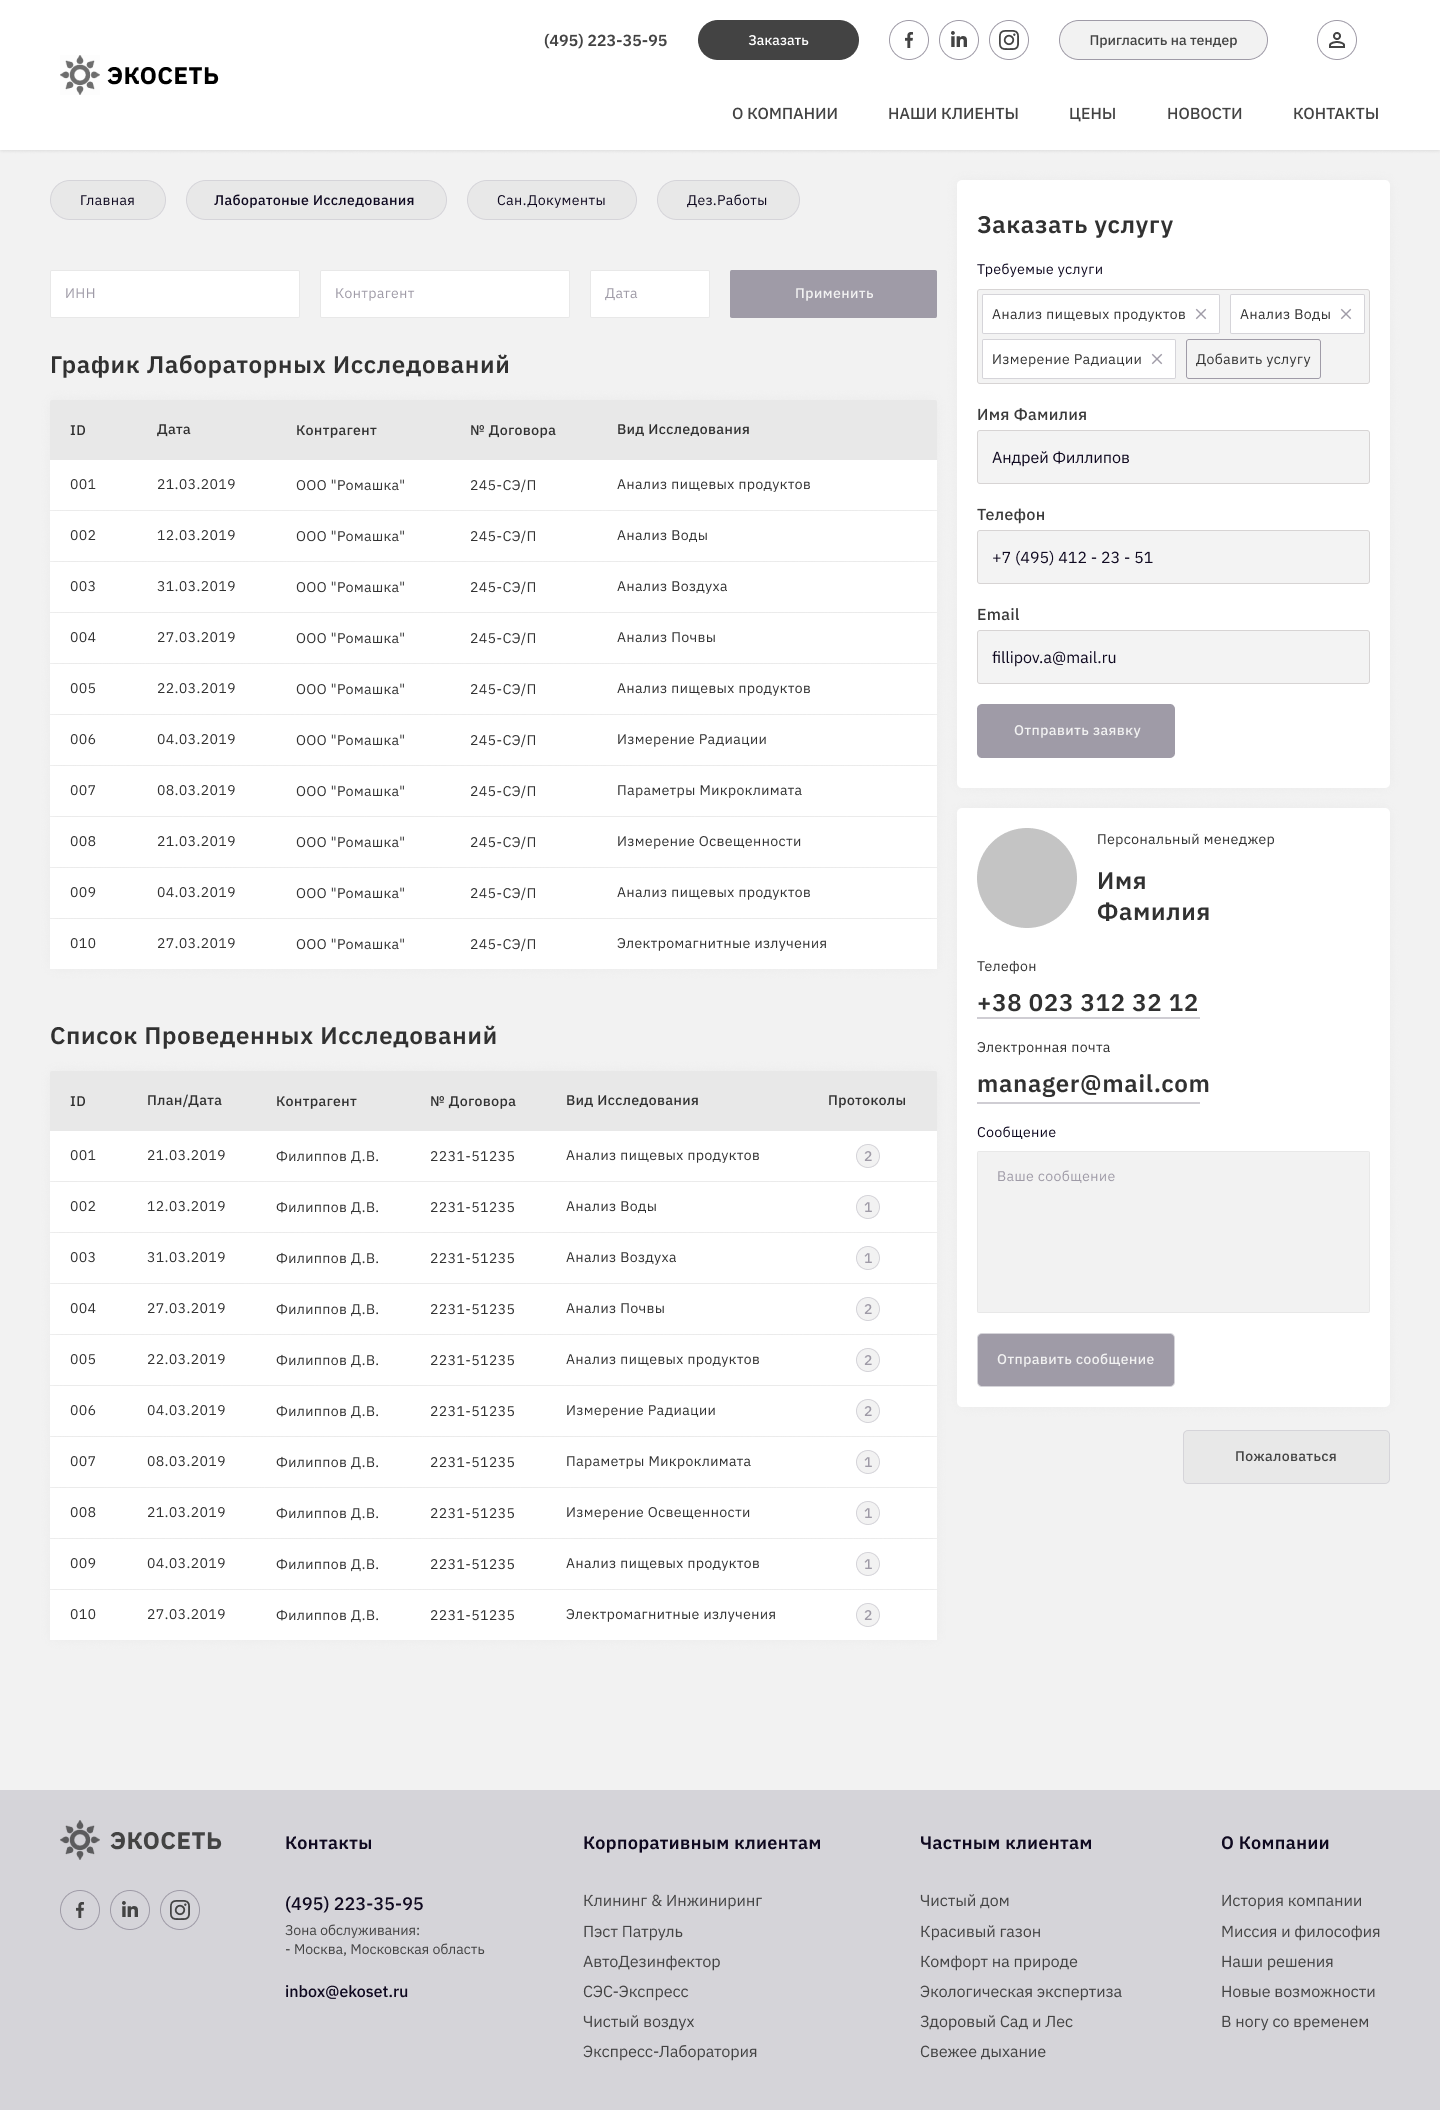 (495) 223-35-95
Заказать
Пригласить на тендер
ЭКОСЕТЬ
О КОМПАНИИ НАШИ КЛИЕНТЫ ЦЕНЫ НОВОСТИ КОНТАКТЫ
Главная Лаборатоные Исследования Сан.Документы Дез.Работы
ИНН Контрагент Дата Применить
График Лабораторных Исследований
ID Дата Контрагент № Договора Вид Исследования
001 21.03.2019 ООО "Ромашка" 245-СЭ/П Анализ пищевых продуктов
002 12.03.2019 ООО "Ромашка" 245-СЭ/П Анализ Воды
003 31.03.2019 ООО "Ромашка" 245-СЭ/П Анализ Воздуха
004 27.03.2019 ООО "Ромашка" 245-СЭ/П Анализ Почвы
005 22.03.2019 ООО "Ромашка" 245-СЭ/П Анализ пищевых продуктов
006 04.03.2019 ООО "Ромашка" 245-СЭ/П Измерение Радиации
007 08.03.2019 ООО "Ромашка" 245-СЭ/П Параметры Микроклимата
008 21.03.2019 ООО "Ромашка" 245-СЭ/П Измерение Освещенности
009 04.03.2019 ООО "Ромашка" 245-СЭ/П Анализ пищевых продуктов
010 27.03.2019 ООО "Ромашка" 245-СЭ/П Электромагнитные излучения
Список Проведенных Исследований
ID План/Дата Контрагент № Договора Вид Исследования Протоколы
001 21.03.2019 Филиппов Д.В. 2231-51235 Анализ пищевых продуктов 2
002 12.03.2019 Филиппов Д.В. 2231-51235 Анализ Воды 1
003 31.03.2019 Филиппов Д.В. 2231-51235 Анализ Воздуха 1
004 27.03.2019 Филиппов Д.В. 2231-51235 Анализ Почвы 2
005 22.03.2019 Филиппов Д.В. 2231-51235 Анализ пищевых продуктов 2
006 04.03.2019 Филиппов Д.В. 2231-51235 Измерение Радиации 2
007 08.03.2019 Филиппов Д.В. 2231-51235 Параметры Микроклимата 1
008 21.03.2019 Филиппов Д.В. 2231-51235 Измерение Освещенности 1
009 04.03.2019 Филиппов Д.В. 2231-51235 Анализ пищевых продуктов 1
010 27.03.2019 Филиппов Д.В. 2231-51235 Электромагнитные излучения 2
Заказать услугу
Требуемые услуги
Анализ пищевых продуктов Анализ Воды
Измерение Радиации Добавить услугу
Имя Фамилия
Андрей Филлипов
Телефон
+7 (495) 412 - 23 - 51
Email
fillipov.a@mail.ru
Отправить заявку
Персональный менеджер
Имя
Фамилия
Телефон
+38 023 312 32 12
Электронная почта
manager@mail.com
Сообщение
Ваше сообщение
Отправить сообщение
Пожаловаться
ЭКОСЕТЬ
Контакты
(495) 223-35-95
Зона обслуживания:
- Москва, Московская область
inbox@ekoset.ru
Корпоративным клиентам
Клининг & Инжиниринг
Пэст Патруль
АвтоДезинфектор
СЭС-Экспресс
Чистый воздух
Экспресс-Лаборатория
Частным клиентам
Чистый дом
Красивый газон
Комфорт на природе
Экологическая экспертиза
Здоровый Сад и Лес
Свежее дыхание
О Компании
История компании
Миссия и философия
Наши решения
Новые возможности
В ногу со временем